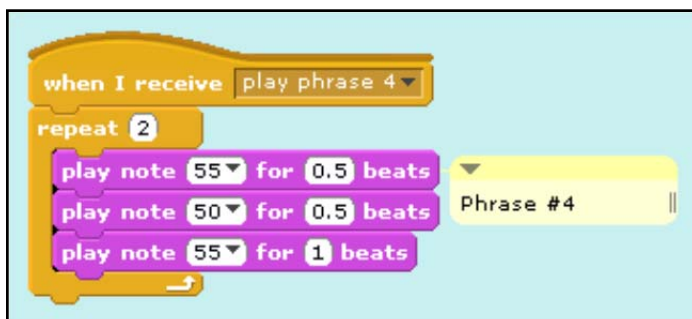 when I receive play phrase 4
repeat 2
play note 55 for 0.5 beats
Phrase #4
play note 50 for 0.5 beats
play note 55 for 1 beats